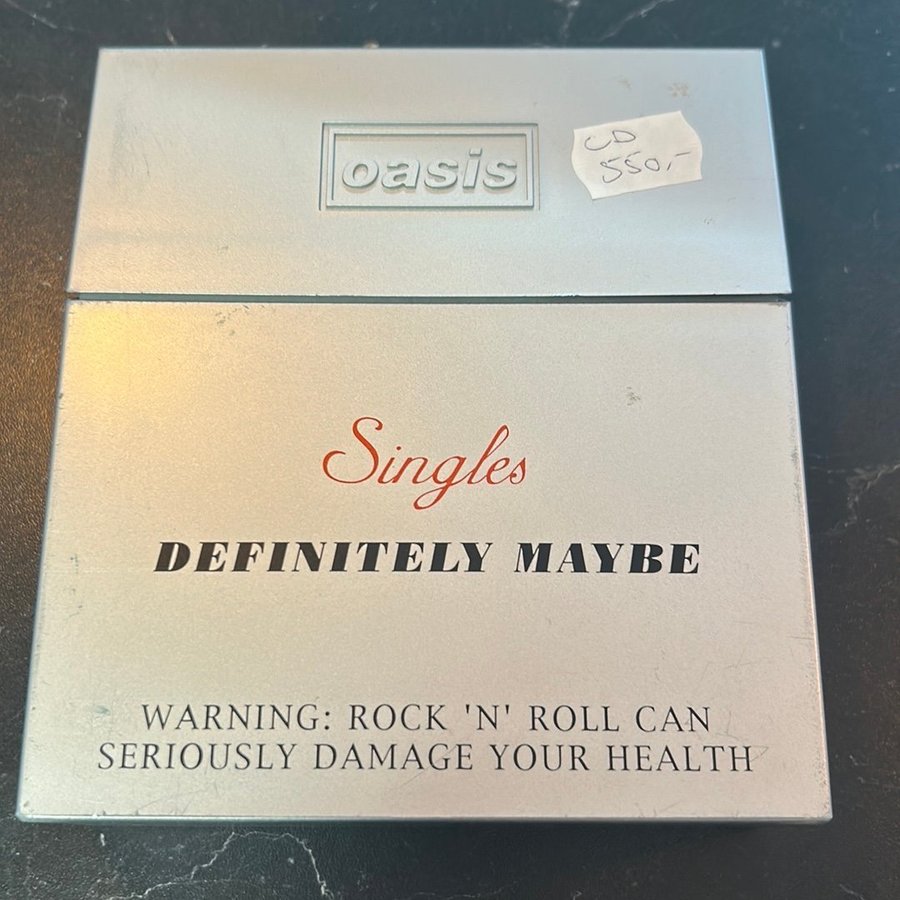 oasis
CD
550,-
Singles
DEFINITELY MAYBE
WARNING: ROCK 'N' ROLL CAN
SERIOUSLY DAMAGE YOUR HEALTH